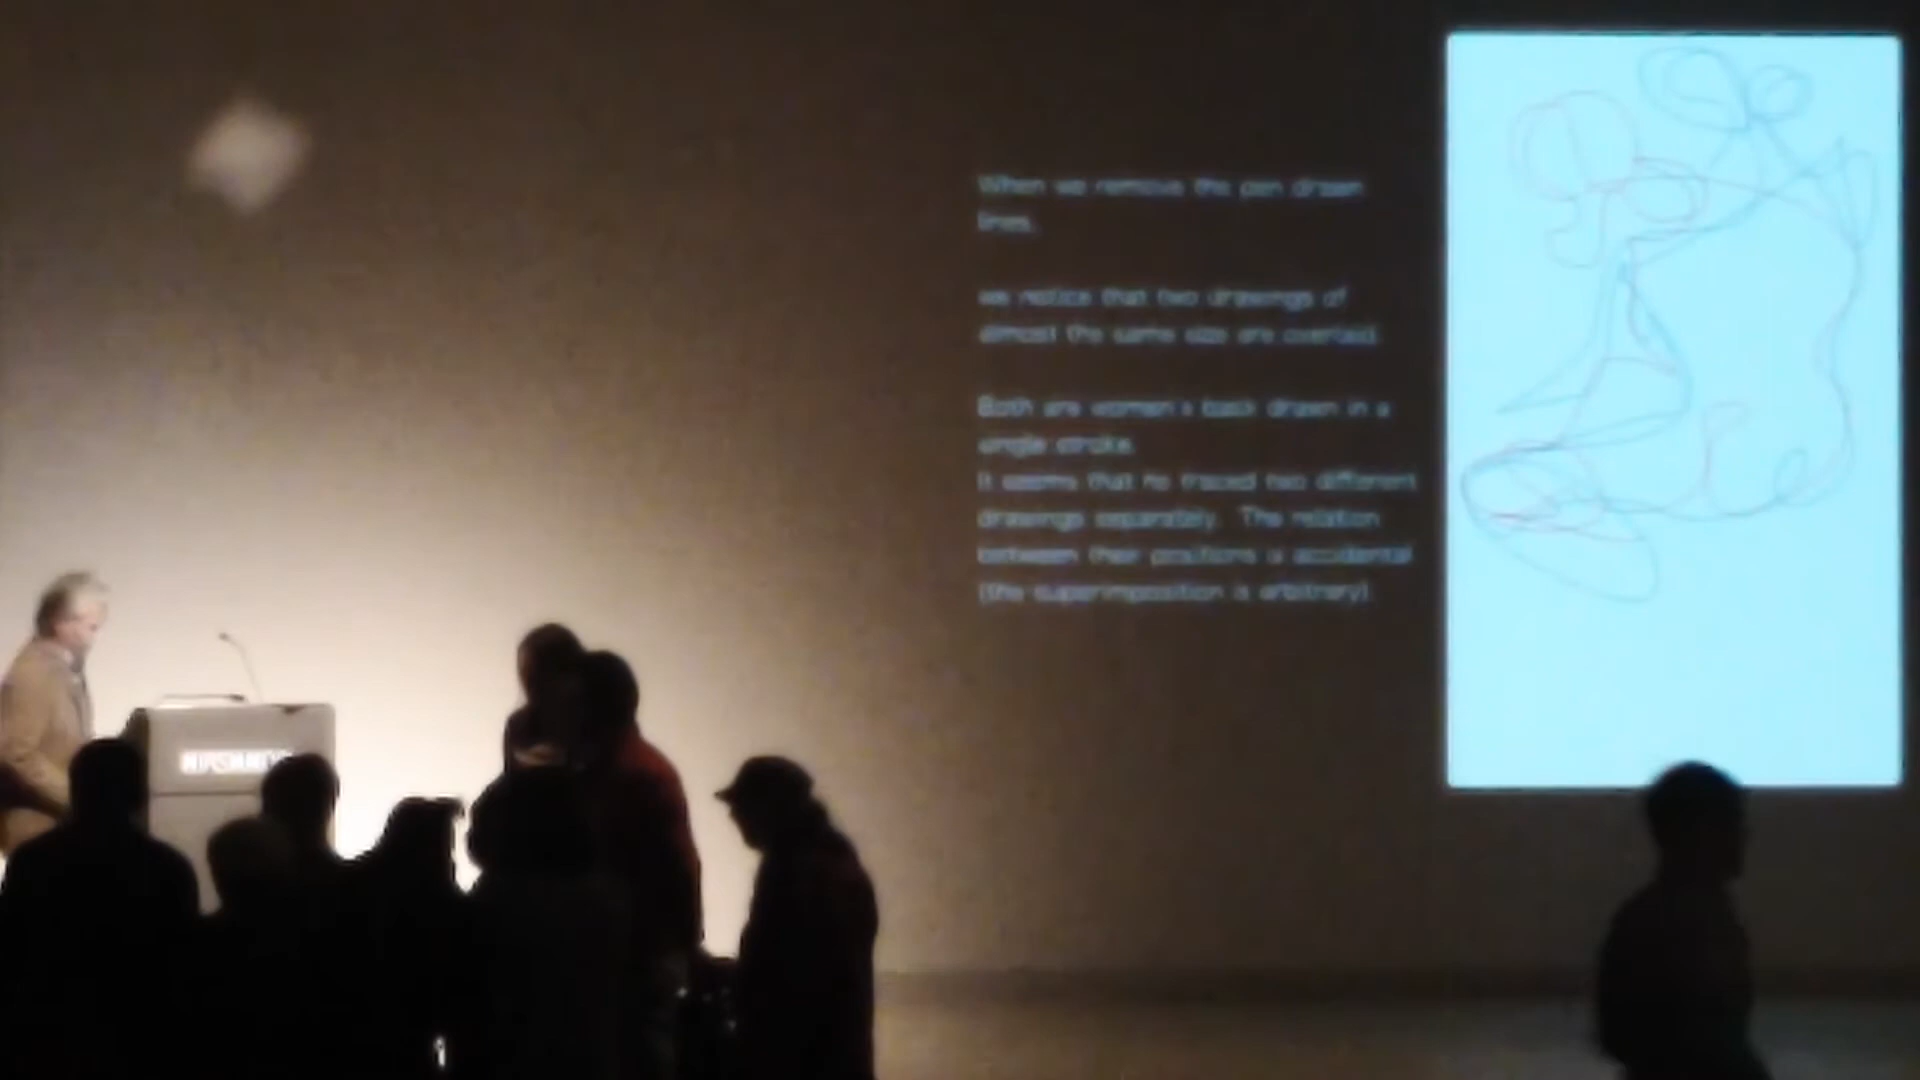 When we remove the pen drawn
lines,
we notice that two drawings of
almost the same size are overlaid.
Both are women's back drawn in a
single stroke.
It seems that he traced two different
drawings separately. The relation
between their positions is accidental
(the superimposition is arbitrary).